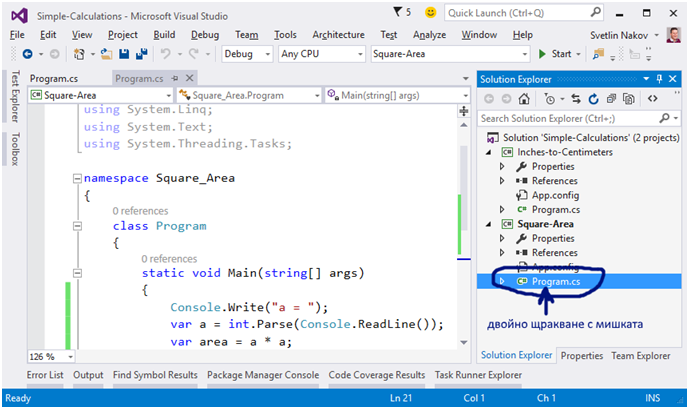 Simple-Calculations - Microsoft Visual Studio
5
Quick Launch (Ctrl+Q)
File Edit View Project Build Debug Team Tools Architecture Test Analyze Window Help
Svetlin Nakov
Debug Any CPU Square-Area Start
Test Explorer
Toolbox
Program.cs Program.cs
Square-Area Square_Area.Program Main(string[] args)
using System.Linq;
using System.Text;
using System.Threading.Tasks;
namespace Square_Area
{
0 references
class Program
{
0 references
static void Main(string[] args)
{
Console.Write("a = ");
var a = int.Parse(Console.ReadLine());
var area = a * a;
126 %
Solution Explorer
Search Solution Explorer (Ctrl+;)
Solution 'Simple-Calculations' (2 projects)
C# Inches-to-Centimeters
Properties
References
App.config
C# Program.cs
C# Square-Area
Properties
References
App.config
C# Program.cs
двойно щракване с мишката
Solution Explorer Properties Team Explorer
Error List Output Find Symbol Results Package Manager Console Code Coverage Results Task Runner Explorer
Ready Ln 21 Col 1 Ch 1 INS